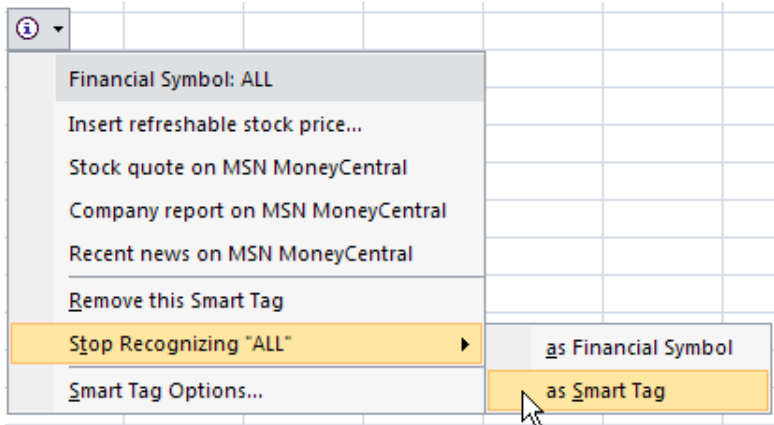 Financial Symbol: ALL
Insert refreshable stock price...
Stock quote on MSN MoneyCentral
Company report on MSN MoneyCentral
Recent news on MSN MoneyCentral
Remove this Smart Tag
Stop Recognizing "ALL"
as Financial Symbol
as Smart Tag
Smart Tag Options...